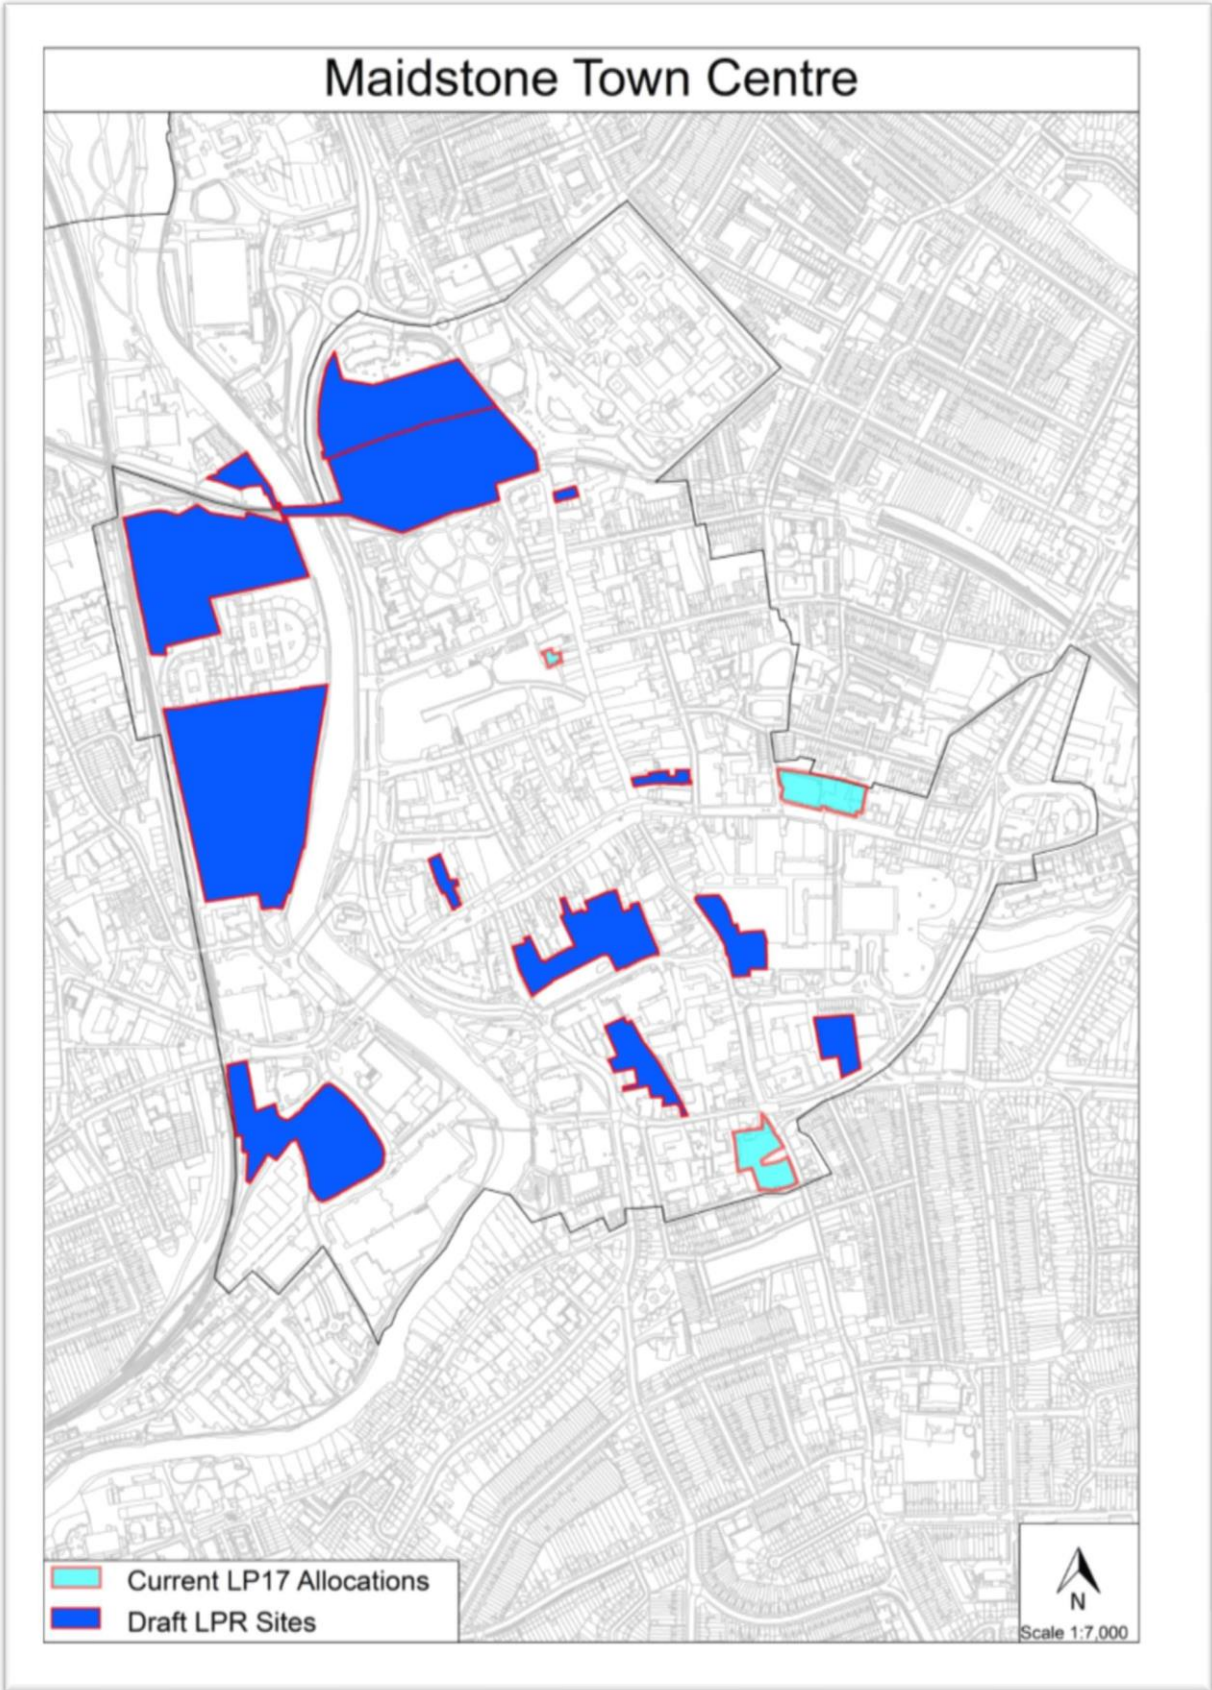 Maidstone Town Centre
Current LP17 Allocations
Draft LPR Sites
N
Scale 1:7,000